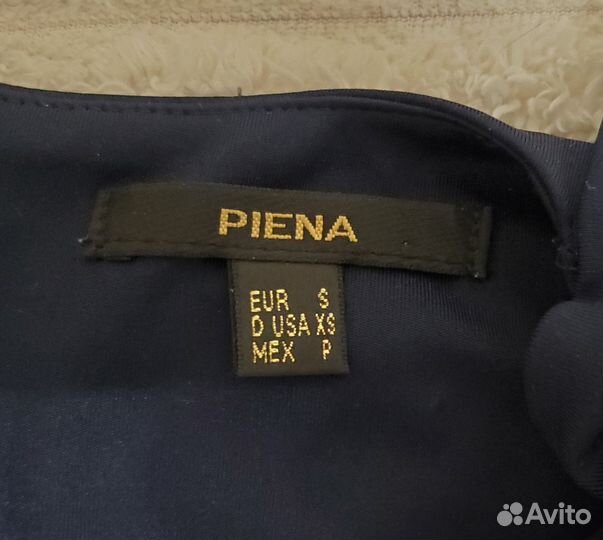 PIENA
EUR S
D USA XS
MEX P
Avito